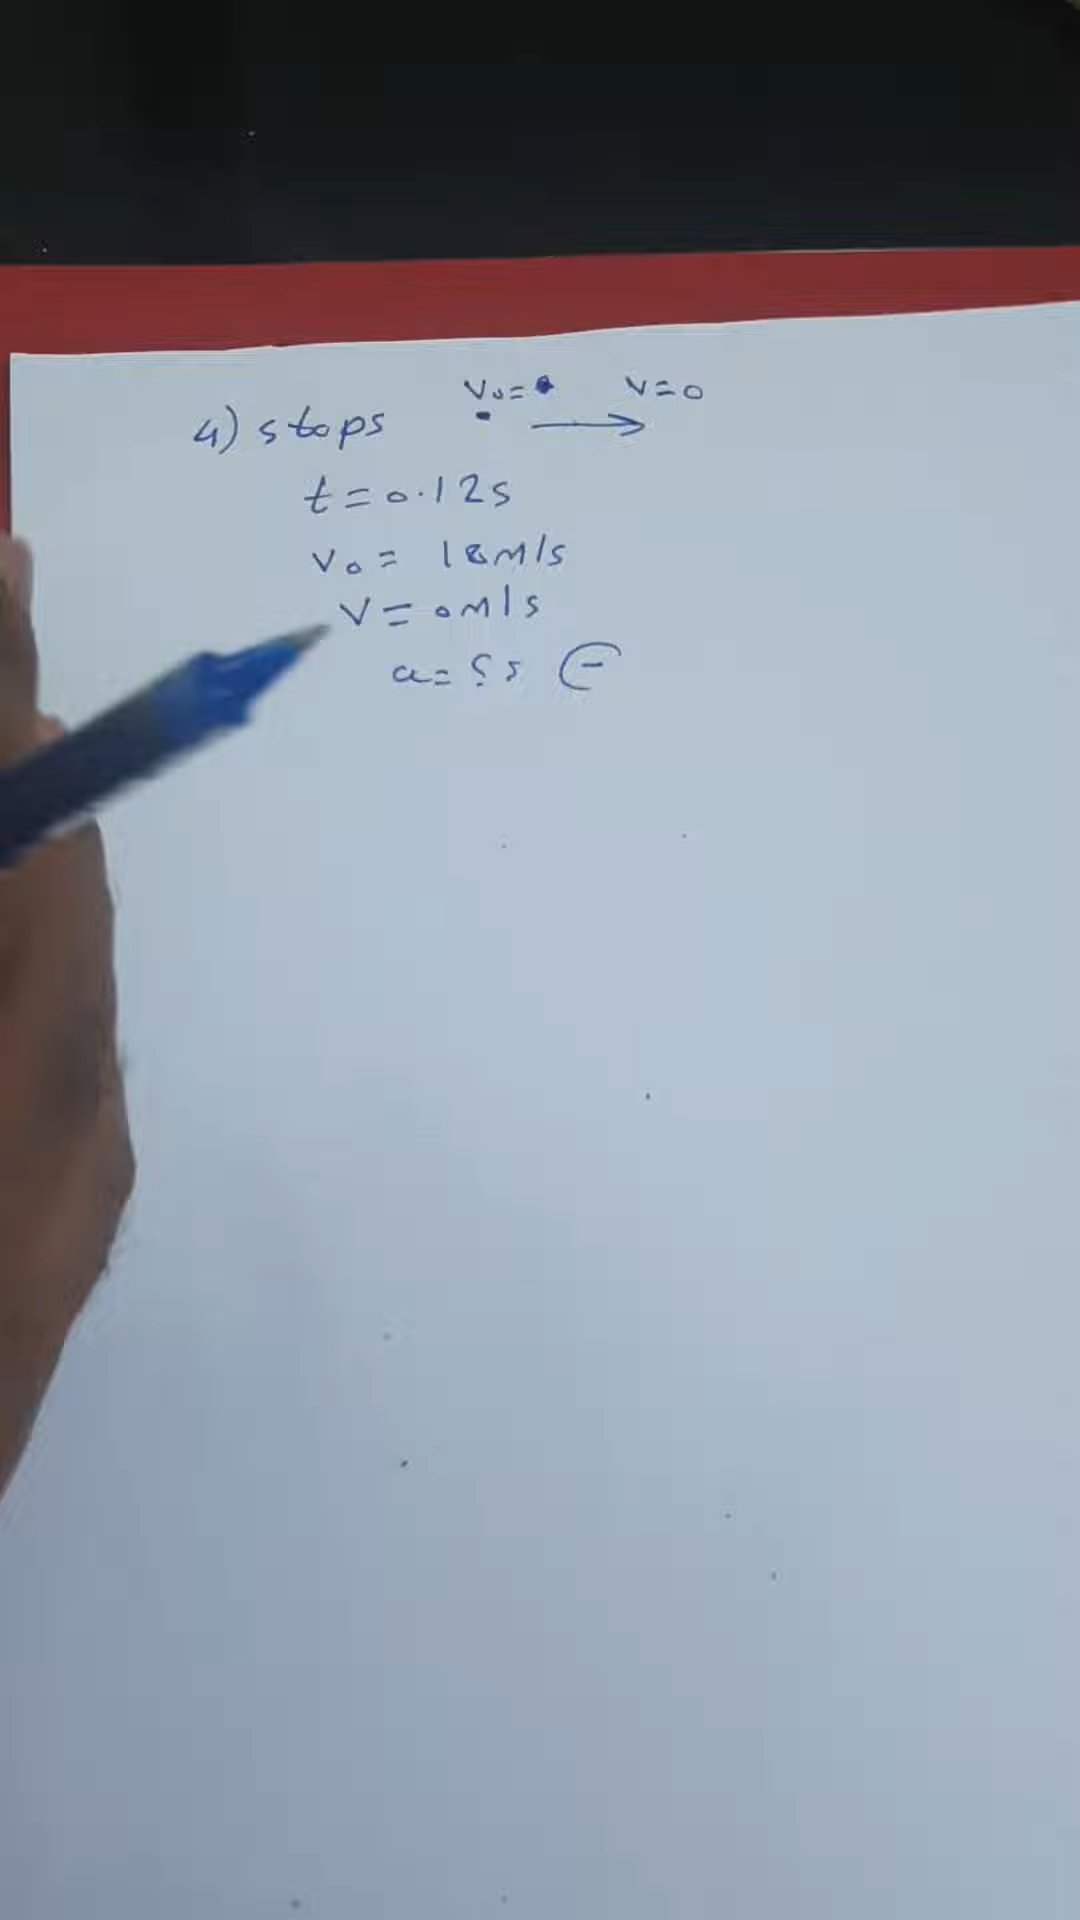 4) stops V₀=• V=0
t=0.12s
V₀= 18m/s
V=0m/s
a=?? (-